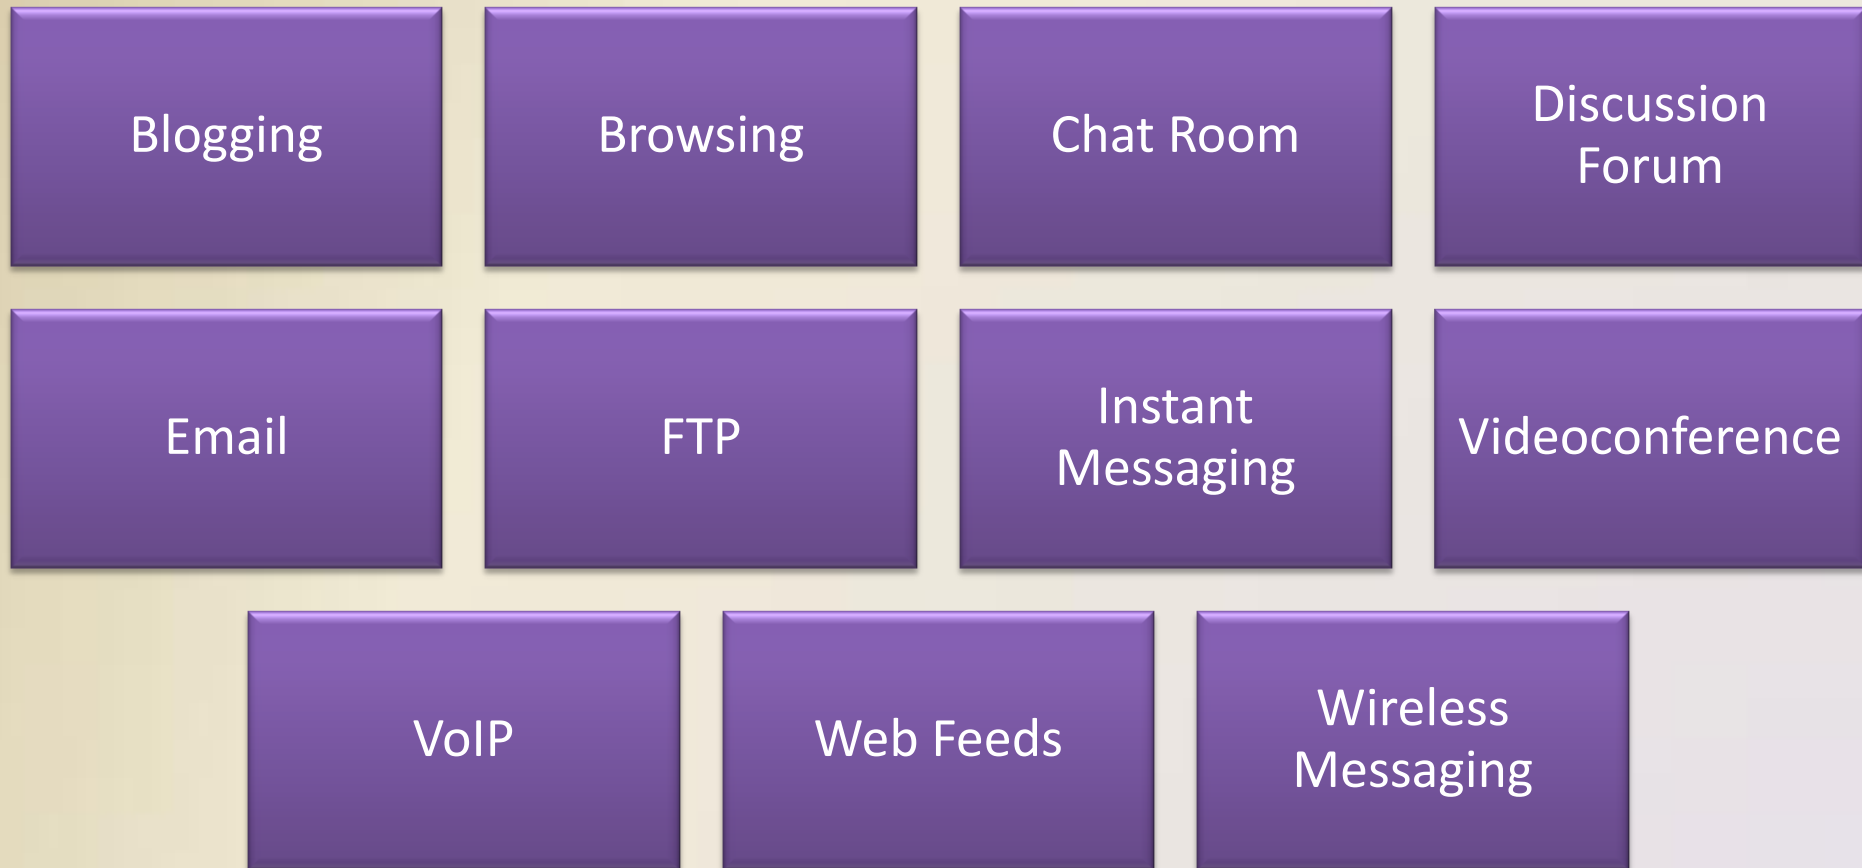 Blogging
Browsing
Chat Room
Discussion
Forum
Email
FTP
Instant
Messaging
Videoconference
VoIP
Web Feeds
Wireless
Messaging